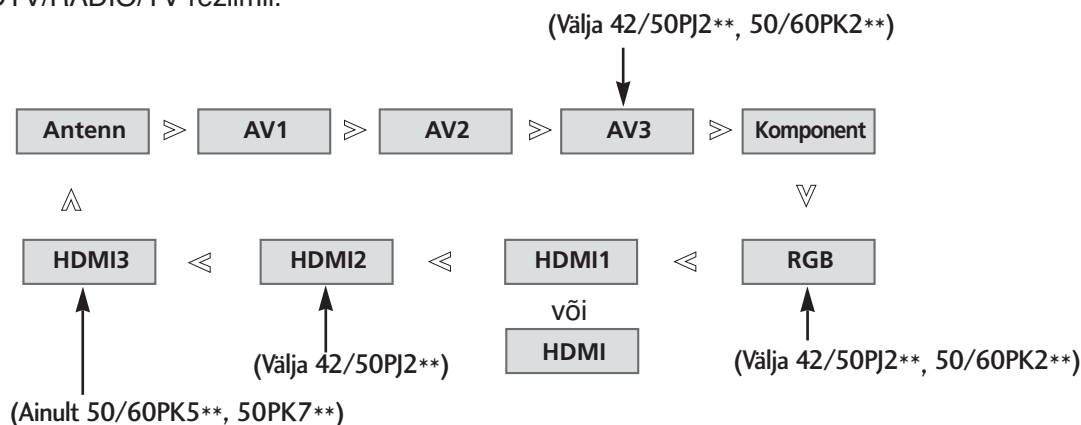 (Välja 42/50PJ2**, 50/60PK2**)
Antenn > AV1 > AV2 > AV3 > Komponent
HDMI3 < HDMI2 < HDMI1 < RGB
või
HDMI
(Välja 42/50PJ2**)
(Välja 42/50PJ2**, 50/60PK2**)
(Ainult 50/60PK5**, 50PK7**)